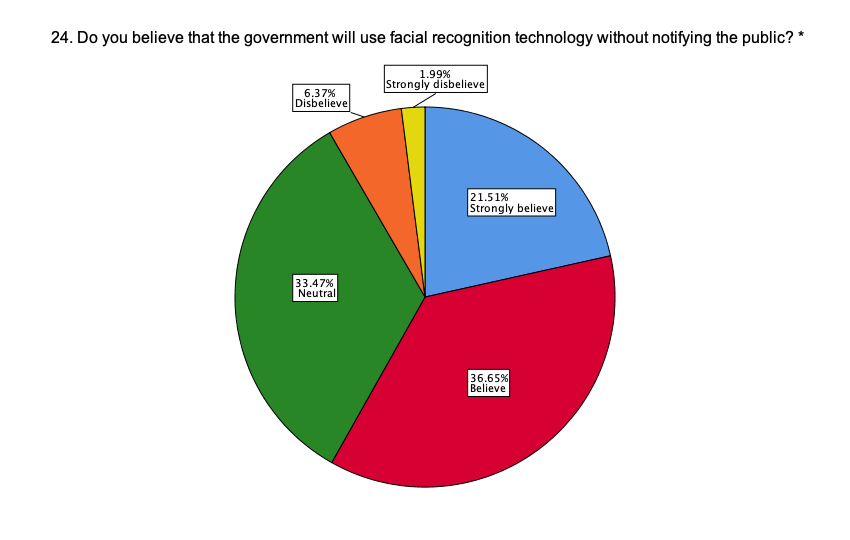 24. Do you believe that the government will use facial recognition technology without notifying the public? *
1.99%
Strongly disbelieve
6.37%
Disbelieve
21.51%
Strongly believe
33.47%
Neutral
36.65%
Believe